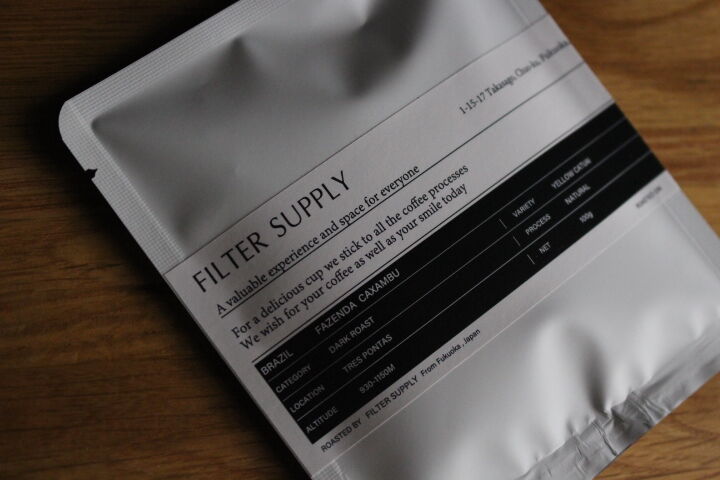 1-15-17 Takasago, Chuo-ku, Fukuoka,
FILTER SUPPLY
A valuable experience and space for everyone
For a delicious cup we stick to all the coffee processes
We wish for your coffee as well as your smile today
BRAZIL FAZENDA CAXAMBU
CATEGORY DARK ROAST VARIETY YELLOW CATUAI
LOCATION TRES PONTAS PROCESS NATURAL
ALTITUDE 930-1150M NET 100g
ROASTED BY FILTER SUPPLY From Fukuoka, Japan